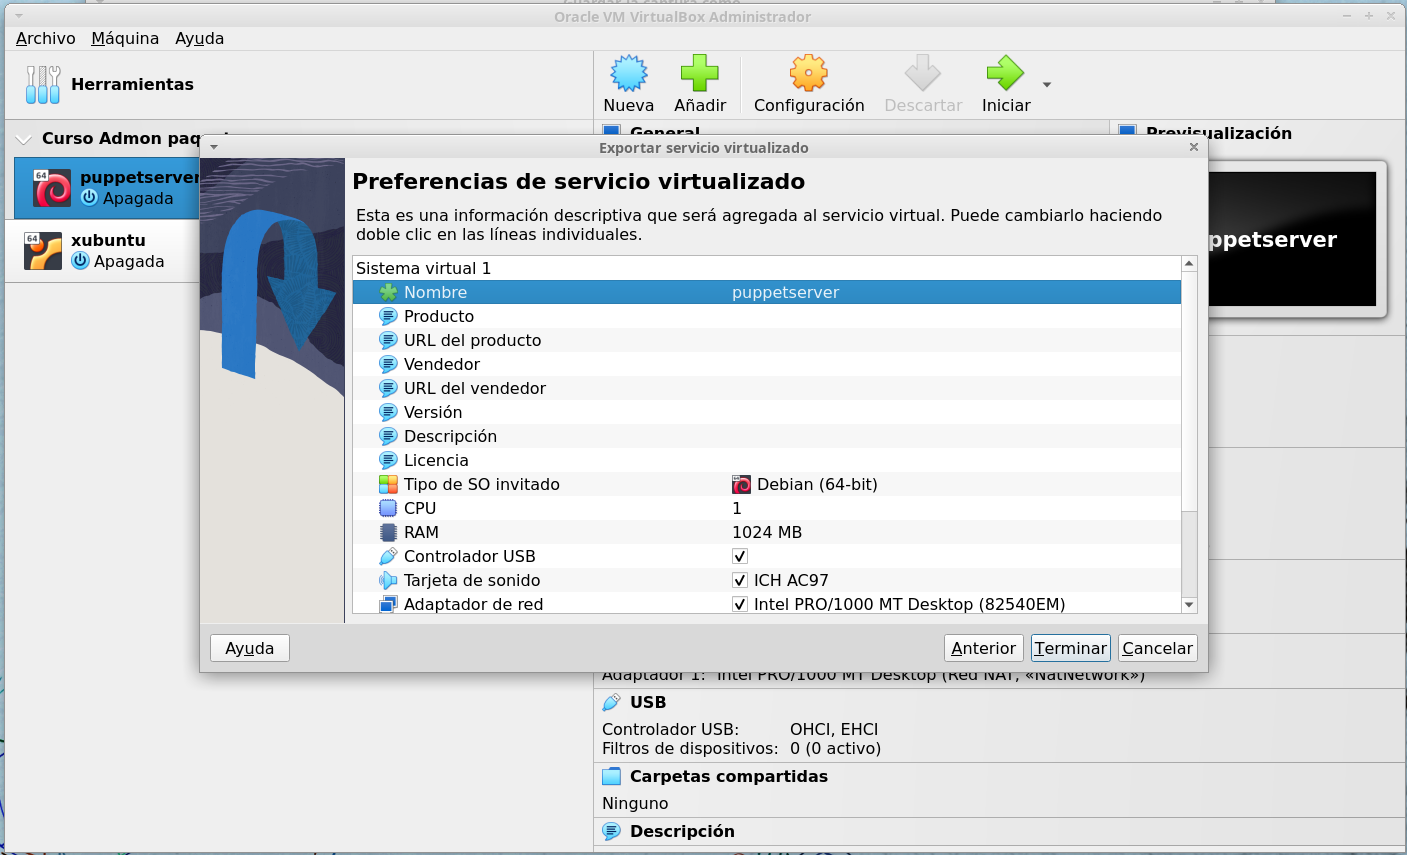 Oracle VM VirtualBox Administrador
Archivo Máquina Ayuda
Herramientas
Nueva Añadir Configuración Descartar Iniciar
Curso Admon
General
Previsualización
64
puppetserver
Apagada
64
xubuntu
Apagada
Exportar servicio virtualizado
Preferencias de servicio virtualizado
Esta es una información descriptiva que será agregada al servicio virtual. Puede cambiarlo haciendo
doble clic en las líneas individuales.
Sistema virtual 1
Nombre puppetserver
Producto
URL del producto
Vendedor
URL del vendedor
Versión
Descripción
Licencia
Tipo de SO invitado Debian (64-bit)
CPU 1
RAM 1024 MB
Controlador USB
Tarjeta de sonido ICH AC97
Adaptador de red Intel PRO/1000 MT Desktop (82540EM)
Ayuda Anterior Terminar Cancelar
ppetserver
Adaptador 1: Intel PRO/1000 MT Desktop (Red NAT, «NatNetwork»)
USB
Controlador USB: OHCI, EHCI
Filtros de dispositivos: 0 (0 activo)
Carpetas compartidas
Ninguno
Descripción